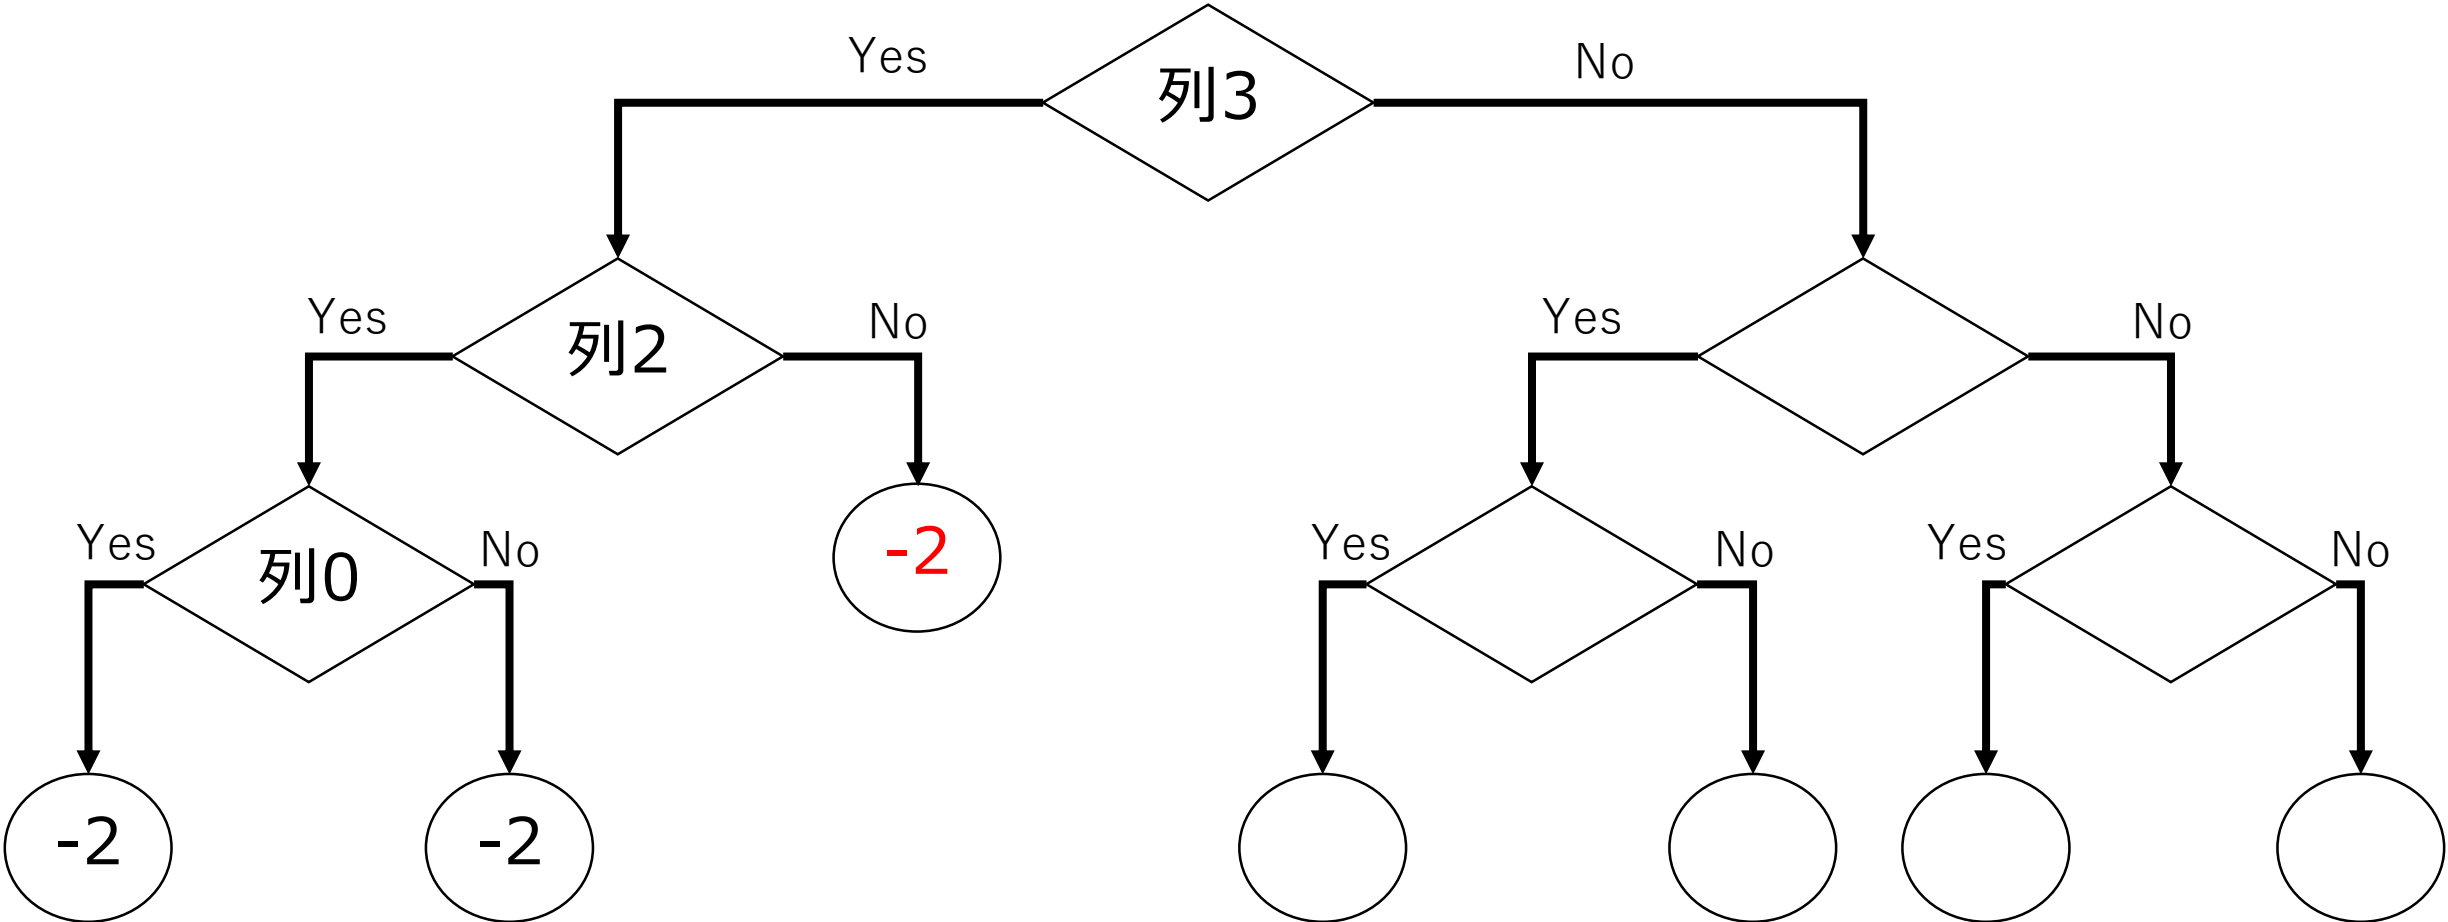 Yes
列3
No
Yes
列2
No
Yes
No
Yes
列0
No
-2
Yes
No
Yes
No
-2
-2